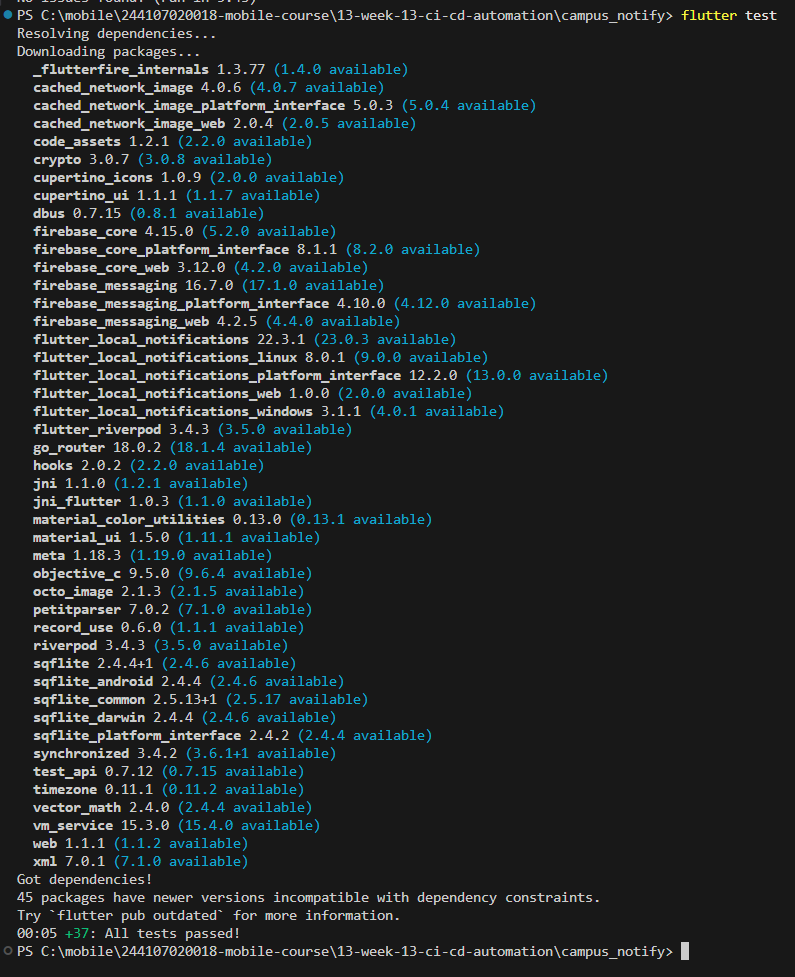 PS C:\mobile\244107020018-mobile-course\13-week-13-ci-cd-automation\campus_notify> flutter test
Resolving dependencies...
Downloading packages...
_flutterfire_internals 1.3.77 (1.4.0 available)
cached_network_image 4.0.6 (4.0.7 available)
cached_network_image_platform_interface 5.0.3 (5.0.4 available)
cached_network_image_web 2.0.4 (2.0.5 available)
code_assets 1.2.1 (2.2.0 available)
crypto 3.0.7 (3.0.8 available)
cupertino_icons 1.0.9 (2.0.0 available)
cupertino_ui 1.1.1 (1.1.7 available)
dbus 0.7.15 (0.8.1 available)
firebase_core 4.15.0 (5.2.0 available)
firebase_core_platform_interface 8.1.1 (8.2.0 available)
firebase_core_web 3.12.0 (4.2.0 available)
firebase_messaging 16.7.0 (17.1.0 available)
firebase_messaging_platform_interface 4.10.0 (4.12.0 available)
firebase_messaging_web 4.2.5 (4.4.0 available)
flutter_local_notifications 22.3.1 (23.0.3 available)
flutter_local_notifications_linux 8.0.1 (9.0.0 available)
flutter_local_notifications_platform_interface 12.2.0 (13.0.0 available)
flutter_local_notifications_web 1.0.0 (2.0.0 available)
flutter_local_notifications_windows 3.1.1 (4.0.1 available)
flutter_riverpod 3.4.3 (3.5.0 available)
go_router 18.0.2 (18.1.4 available)
hooks 2.0.2 (2.2.0 available)
jni 1.1.0 (1.2.1 available)
jni_flutter 1.0.3 (1.1.0 available)
material_color_utilities 0.13.0 (0.13.1 available)
material_ui 1.5.0 (1.11.1 available)
meta 1.18.3 (1.19.0 available)
objective_c 9.5.0 (9.6.4 available)
octo_image 2.1.3 (2.1.5 available)
petitparser 7.0.2 (7.1.0 available)
record_use 0.6.0 (1.1.1 available)
riverpod 3.4.3 (3.5.0 available)
sqflite 2.4.4+1 (2.4.6 available)
sqflite_android 2.4.4 (2.4.6 available)
sqflite_common 2.5.13+1 (2.5.17 available)
sqflite_darwin 2.4.4 (2.4.6 available)
sqflite_platform_interface 2.4.2 (2.4.4 available)
synchronized 3.4.2 (3.6.1+1 available)
test_api 0.7.12 (0.7.15 available)
timezone 0.11.1 (0.11.2 available)
vector_math 2.4.0 (2.4.4 available)
vm_service 15.3.0 (15.4.0 available)
web 1.1.1 (1.1.2 available)
xml 7.0.1 (7.1.0 available)
Got dependencies!
45 packages have newer versions incompatible with dependency constraints.
Try `flutter pub outdated` for more information.
00:05 +37: All tests passed!
PS C:\mobile\244107020018-mobile-course\13-week-13-ci-cd-automation\campus_notify>